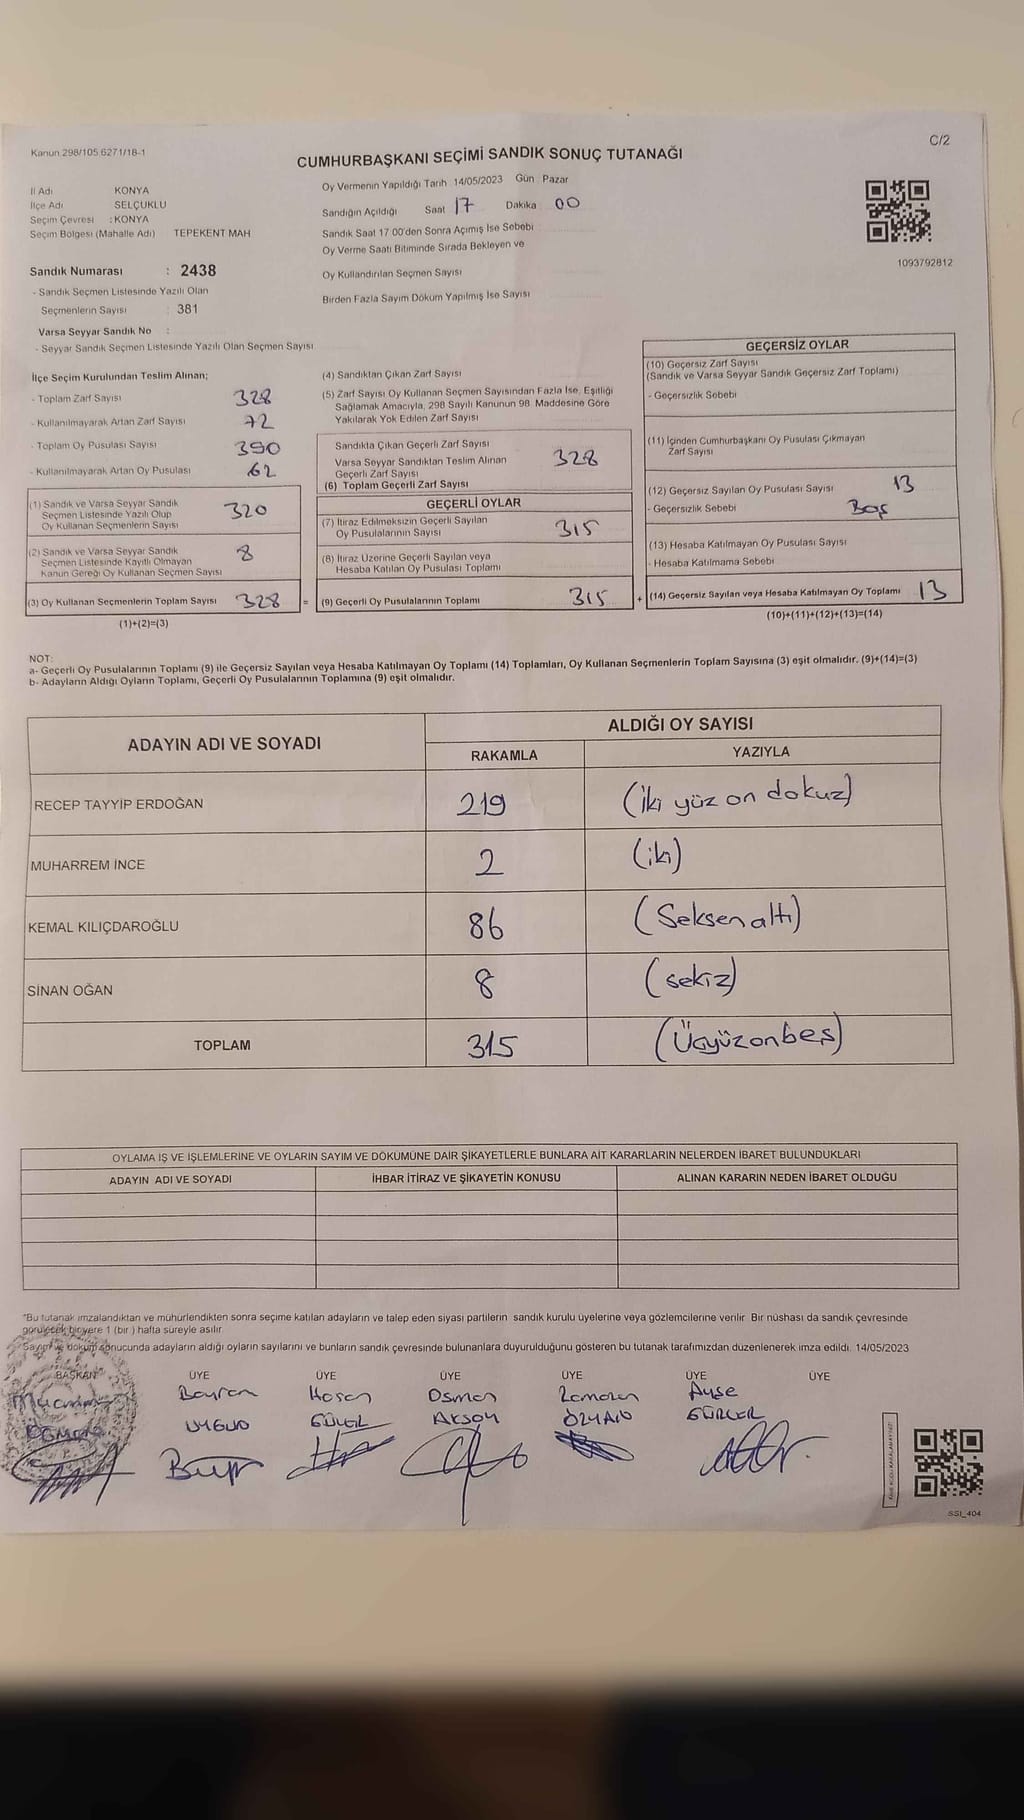 Kanun 298/105 6271/18-1
C/2
CUMHURBAŞKANI SEÇİMİ SANDIK SONUÇ TUTANAĞI
İl Adı KONYA
İlçe Adı SELÇUKLU
Seçim Çevresi : KONYA
Seçim Bölgesi (Mahalle Adı) TEPEKENT MAH
Sandık Numarası : 2438
- Sandık Seçmen Listesinde Yazılı Olan
Seçmenlerin Sayısı : 381
Varsa Seyyar Sandık No :
- Seyyar Sandık Seçmen Listesinde Yazılı Olan Seçmen Sayısı
Oy Vermenin Yapıldığı Tarih 14/05/2023 Gün Pazar
Sandığın Açıldığı Saat 17 Dakika 00
Sandık Saat 17 00'den Sonra Açımış İse Sebebi
Oy Verme Saati Bitiminde Sırada Bekleyen ve
Oy Kullandırılan Seçmen Sayısı
Birden Fazla Sayım Döküm Yapılmış İse Sayısı
1093792812
İlçe Seçim Kurulundan Teslim Alınan;
- Toplam Zarf Sayısı 328
- Kullanılmayarak Artan Zarf Sayısı 72
- Toplam Oy Pusulası Sayısı 390
- Kullanılmayarak Artan Oy Pusulası 62
(1) Sandık ve Varsa Seyyar Sandık
Seçmen Listesinde Yazılı Olup
Oy Kullanan Seçmenlerin Sayısı 320
(2) Sandık ve Varsa Seyyar Sandık
Seçmen Listesinde Kayıtlı Olmayan
Kanun Gereği Oy Kullanan Seçmen Sayısı 8
(3) Oy Kullanan Seçmenlerin Toplam Sayısı 328 =
(1)+(2)=(3)
(4) Sandıktan Çıkan Zarf Sayısı
(5) Zarf Sayısı Oy Kullanan Seçmen Sayısından Fazla İse, Eşitliği
Sağlamak Amacıyla, 298 Sayılı Kanunun 98. Maddesine Göre
Yakılarak Yok Edilen Zarf Sayısı
Sandıkta Çıkan Geçerli Zarf Sayısı
Varsa Seyyar Sandıktan Teslim Alınan
Geçerli Zarf Sayısı
(6) Toplam Geçerli Zarf Sayısı 328
GEÇERLİ OYLAR
(7) İtiraz Edilmeksizin Geçerli Sayılan
Oy Pusulalarının Sayısı 315
(8) İtiraz Üzerine Geçerli Sayılan veya
Hesaba Katılan Oy Pusulası Toplamı
(9) Geçerli Oy Pusulalarının Toplamı 315 +
GEÇERSİZ OYLAR
(10) Geçersiz Zarf Sayısı
(Sandık ve Varsa Seyyar Sandık Geçersiz Zarf Toplamı)
- Geçersizlik Sebebi
(11) İçinden Cumhurbaşkanı Oy Pusulası Çıkmayan
Zarf Sayısı
(12) Geçersiz Sayılan Oy Pusulası Sayısı 13
- Geçersizlik Sebebi Boş
(13) Hesaba Katılmayan Oy Pusulası Sayısı
- Hesaba Katılmama Sebebi
(14) Geçersiz Sayılan veya Hesaba Katılmayan Oy Toplamı 13
(10)+(11)+(12)+(13)=(14)
NOT:
a- Geçerli Oy Pusulalarının Toplamı (9) ile Geçersiz Sayılan veya Hesaba Katılmayan Oy Toplamı (14) Toplamları, Oy Kullanan Seçmenlerin Toplam Sayısına (3) eşit olmalıdır. (9)+(14)=(3)
b- Adayların Aldığı Oyların Toplamı, Geçerli Oy Pusulalarının Toplamına (9) eşit olmalıdır.
ADAYIN ADI VE SOYADI
ALDIĞI OY SAYISI
RAKAMLA YAZIYLA
RECEP TAYYİP ERDOĞAN 219 (İki yüz on dokuz)
MUHARREM İNCE 2 (iki)
KEMAL KILIÇDAROĞLU 86 (Seksen altı)
SİNAN OĞAN 8 (sekiz)
TOPLAM 315 (Üçyüzonbeş)
OYLAMA İŞ VE İŞLEMLERİNE VE OYLARIN SAYIM VE DÖKÜMÜNE DAİR ŞİKAYETLERLE BUNLARA AİT KARARLARIN NELERDEN İBARET BULUNDUKLARI
ADAYIN ADI VE SOYADI İHBAR İTİRAZ VE ŞİKAYETİN KONUSU ALINAN KARARIN NEDEN İBARET OLDUĞU
*Bu tutanak imzalandıktan ve mühürlendikten sonra seçime katılan adayların ve talep eden siyasi partilerin sandık kurulu üyelerine veya gözlemcilerine verilir Bir nüshası da sandık çevresinde
görülecek bir yere 1 (bir ) hafta süreyle asılır
Sayım ve döküm sonucunda adayların aldığı oyların sayılarını ve bunların sandık çevresinde bulunanlara duyurulduğunu gösteren bu tutanak tarafımızdan düzenlenerek imza edildi. 14/05/2023
BAŞKAN ÜYE ÜYE ÜYE ÜYE ÜYE ÜYE
Bayram Hasan Osman Ramazan Ayşe
UYGUN GÜLER AKSOY ÖZKAN GÜRLER
SSI_404